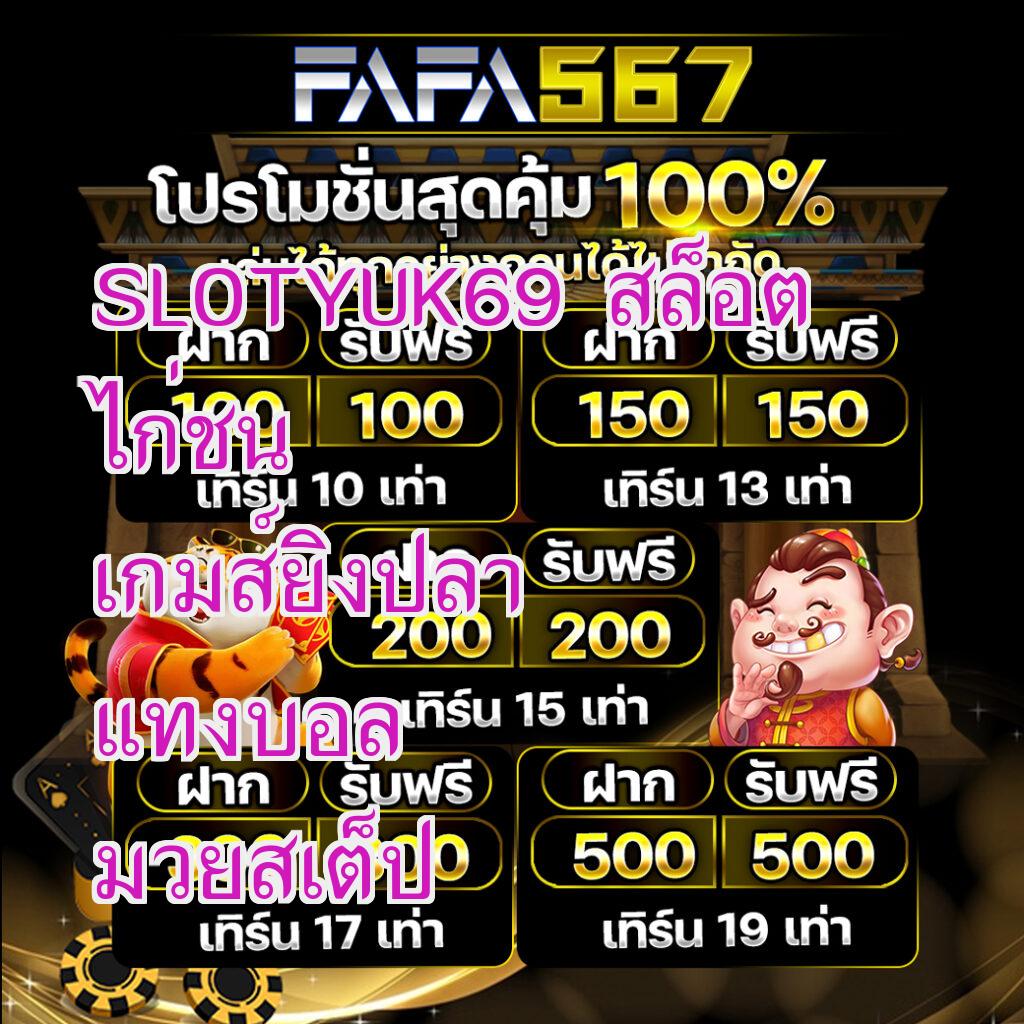 FAFA567
โปรโมชั่นสุดคุ้ม 100%
SLOTYUK69 สล็อต
ฝาก รับฟรี ฝาก รับฟรี
ไก่ชน
100 100 150 150
เทิร์น 10 เท่า เทิร์น 13 เท่า
เกมส์ยิงปลา
ฝาก รับฟรี
200 200
แทงบอล
เทิร์น 15 เท่า
ฝาก รับฟรี ฝาก รับฟรี
มวยสเต็ป
500 500
เทิร์น 17 เท่า เทิร์น 19 เท่า